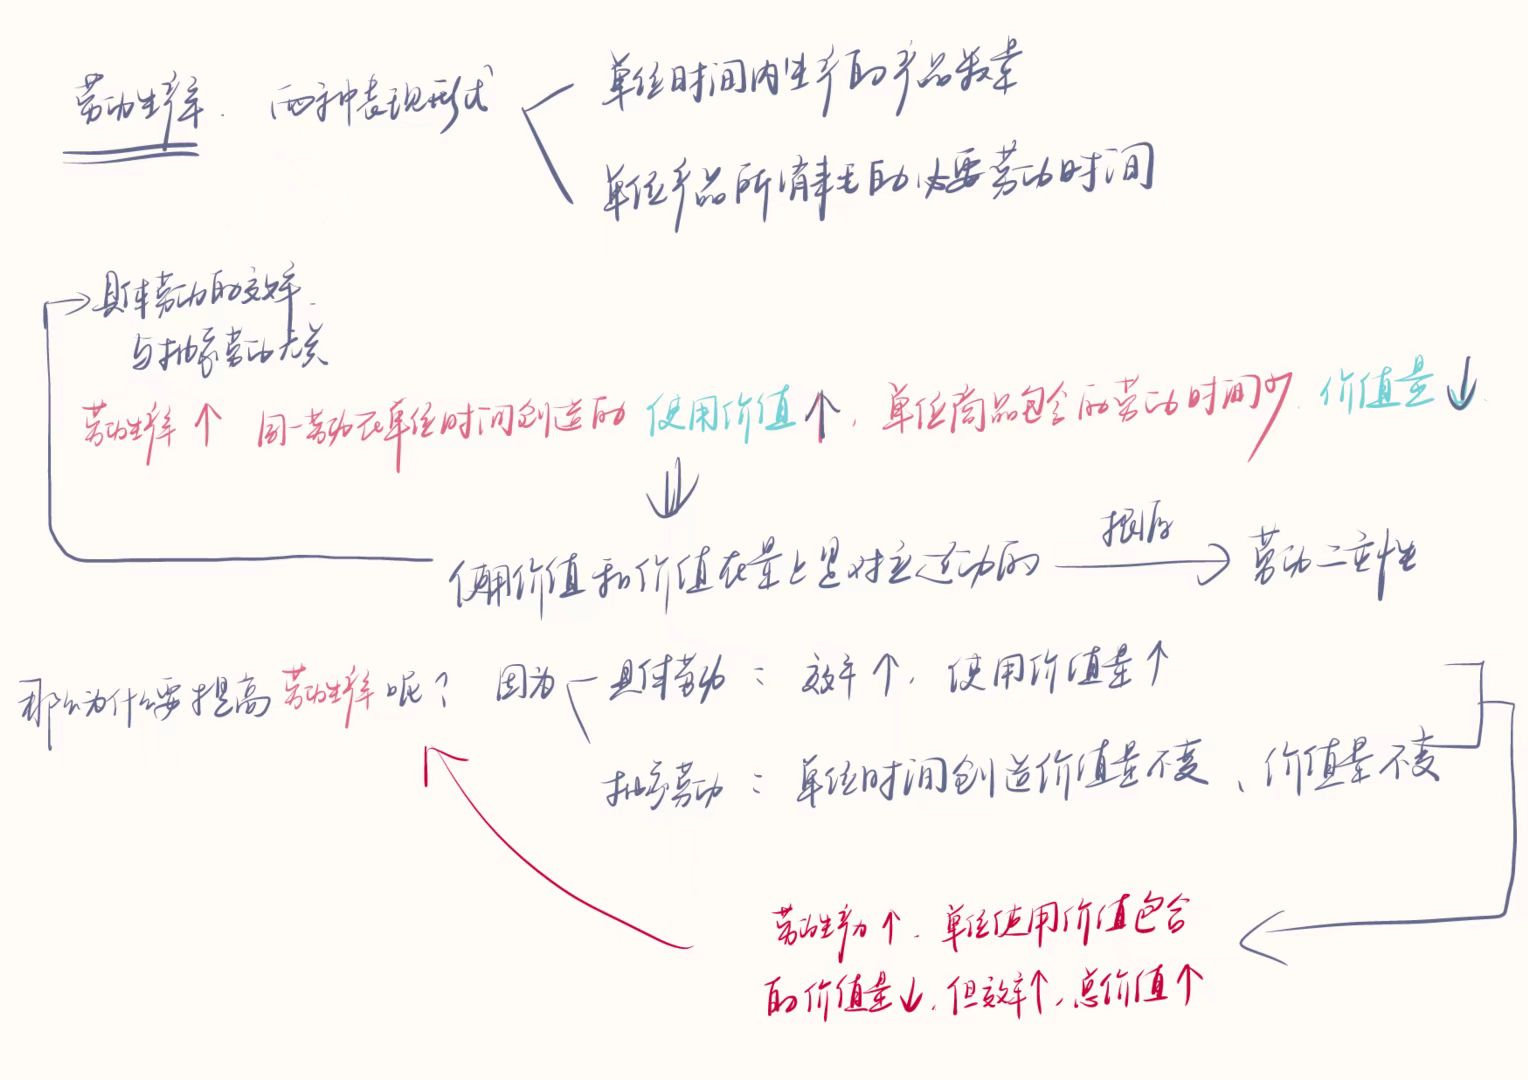 劳动生产率. 两种表现形式
单位时间内生产的产品数率
单位产品所消耗的必要劳动时间
具体劳动的效率.
与抽象劳动无关
劳动生产率↑ 同一劳动在单位时间创造的 使用价值↑, 单位商品包含的劳动时间少. 价值量↓.
使用价值和价值在量上是对立运动的 根源 劳动二重性
那么为什么要提高劳动生产率呢? 因为 具体劳动: 效率↑, 使用价值量↑
抽象劳动: 单位时间创造价值量不变、价值量不变
劳动生产力↑. 单位使用价值包含
的价值量↓, 但效率↑, 总价值↑